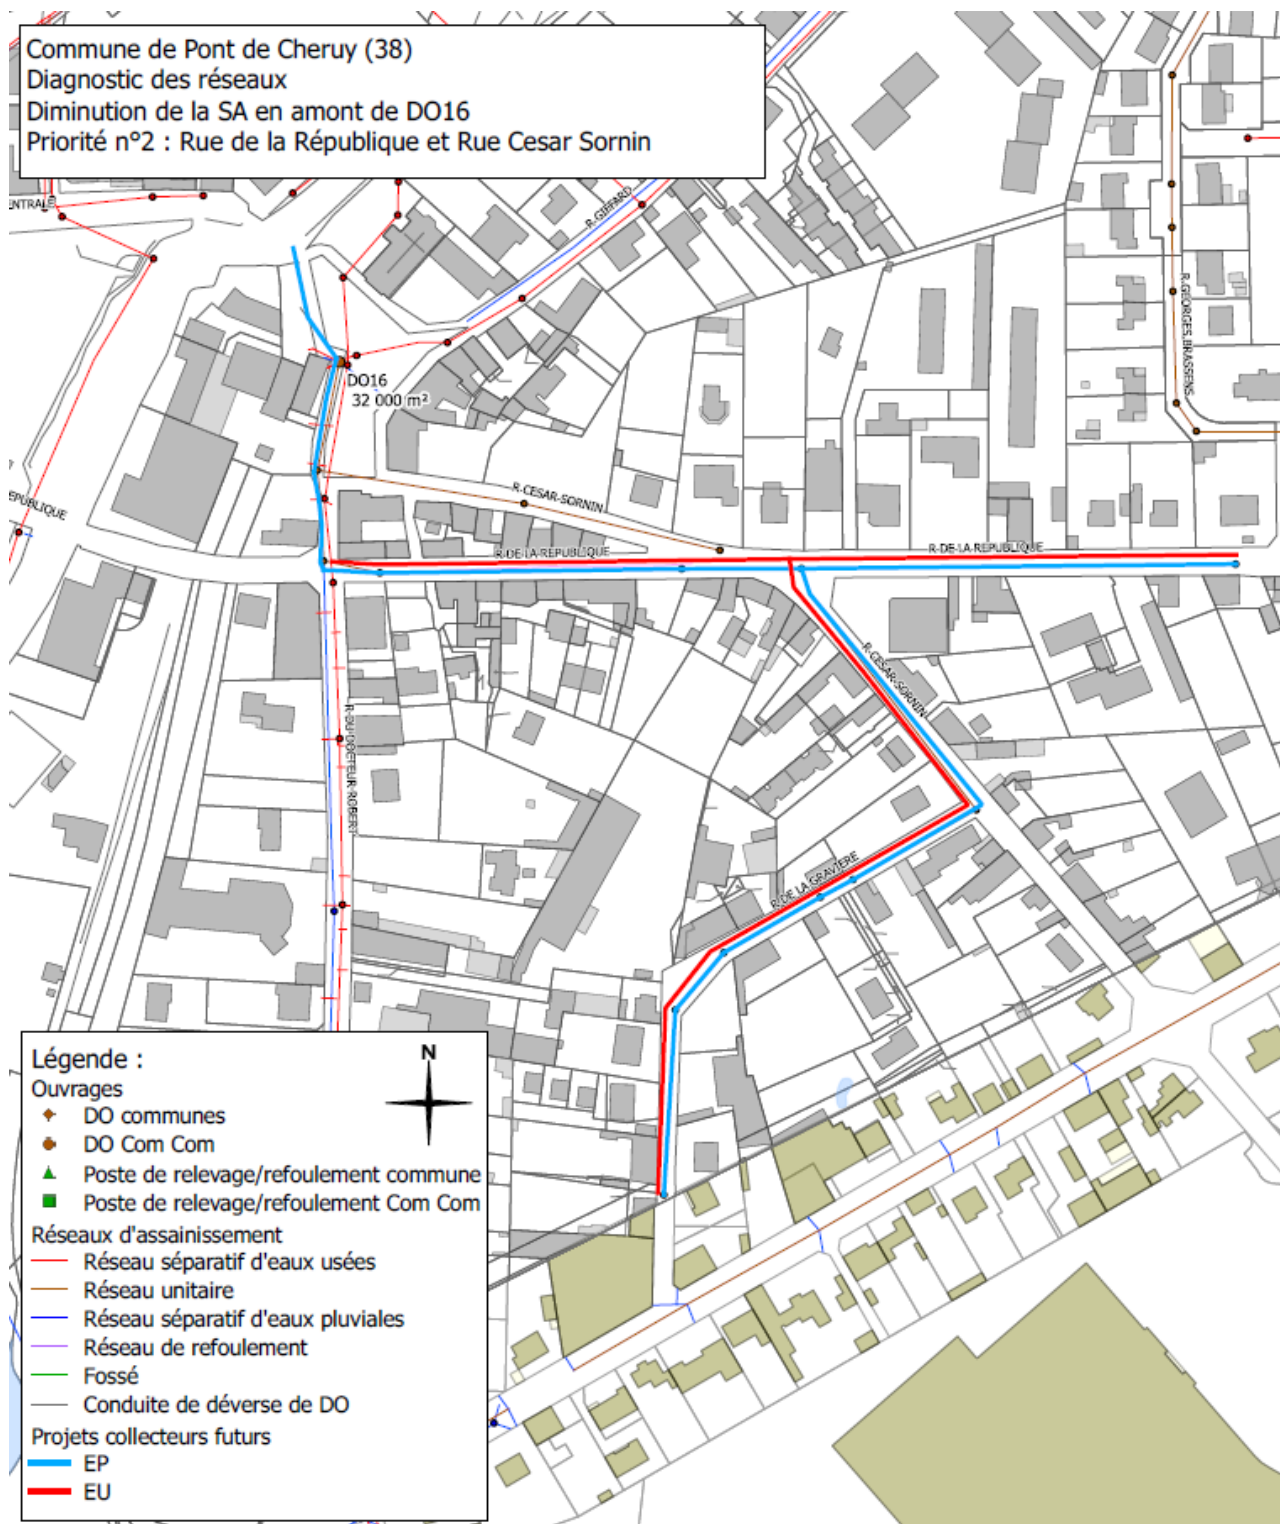 Commune de Pont de Cheruy (38)
Diagnostic des réseaux
Diminution de la SA en amont de DO16
Priorité n°2 : Rue de la République et Rue Cesar Sornin
ENTRALE
R.GIFFARD
R.GEORGES.BRASSENS
DO16
32 000 m²
EPUBLIQUE
R-CESAR-SORNIN
R-DE-LA-REPUBLIQUE
R-DE-LA-REPUBLIQUE
R-CESAR-SORNIN
R-DU-DOCTEUR-ROBERT
R-DE-LA-GRAVIERE
Légende :
N
Ouvrages
DO communes
DO Com Com
Poste de relevage/refoulement commune
Poste de relevage/refoulement Com Com
Réseaux d'assainissement
Réseau séparatif d'eaux usées
Réseau unitaire
Réseau séparatif d'eaux pluviales
Réseau de refoulement
Fossé
Conduite de déverse de DO
Projets collecteurs futurs
EP
EU